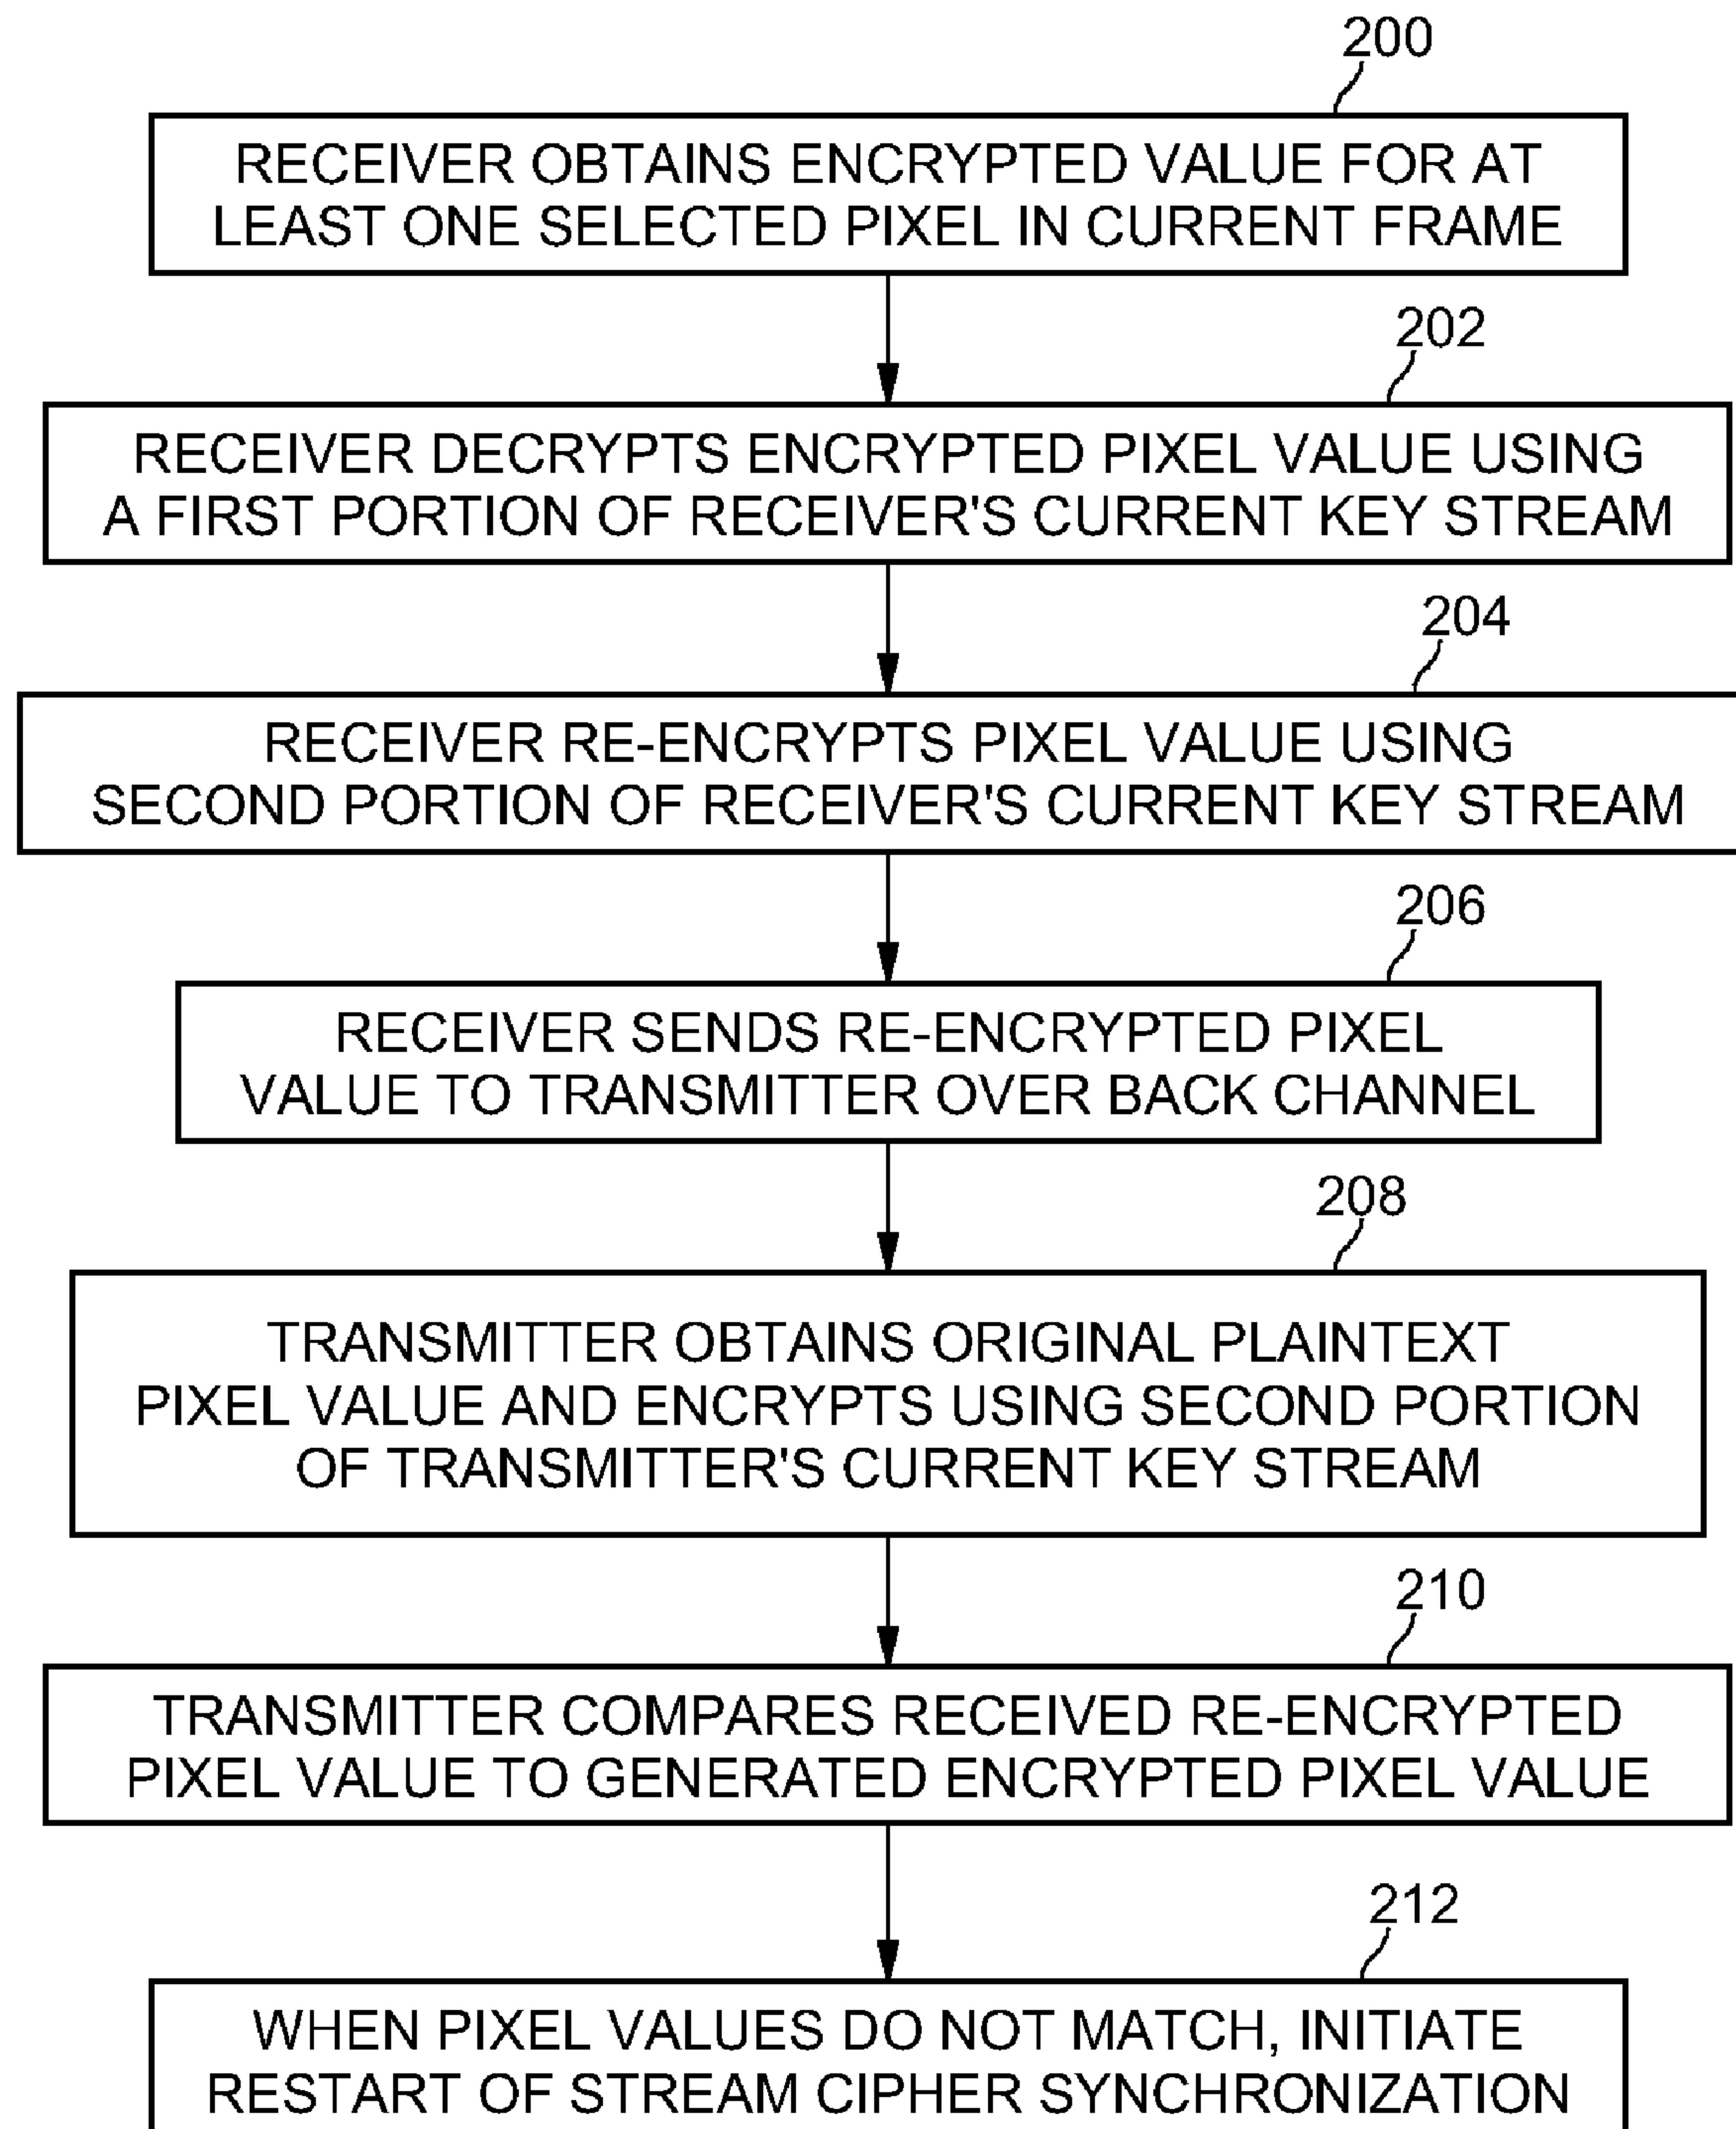 200
RECEIVER OBTAINS ENCRYPTED VALUE FOR AT
LEAST ONE SELECTED PIXEL IN CURRENT FRAME
202
RECEIVER DECRYPTS ENCRYPTED PIXEL VALUE USING
A FIRST PORTION OF RECEIVER'S CURRENT KEY STREAM
204
RECEIVER RE-ENCRYPTS PIXEL VALUE USING
SECOND PORTION OF RECEIVER'S CURRENT KEY STREAM
206
RECEIVER SENDS RE-ENCRYPTED PIXEL
VALUE TO TRANSMITTER OVER BACK CHANNEL
208
TRANSMITTER OBTAINS ORIGINAL PLAINTEXT
PIXEL VALUE AND ENCRYPTS USING SECOND PORTION
OF TRANSMITTER'S CURRENT KEY STREAM
210
TRANSMITTER COMPARES RECEIVED RE-ENCRYPTED
PIXEL VALUE TO GENERATED ENCRYPTED PIXEL VALUE
212
WHEN PIXEL VALUES DO NOT MATCH, INITIATE
RESTART OF STREAM CIPHER SYNCHRONIZATION